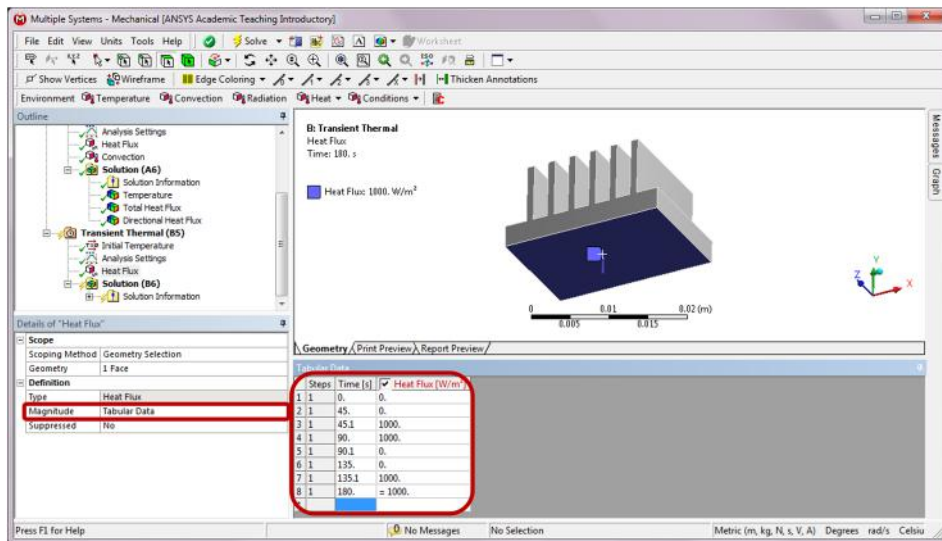 Multiple Systems - Mechanical [ANSYS Academic Teaching Introductory]
File Edit View Units Tools Help Solve Worksheet
Show Vertices Wireframe Edge Coloring Thicken Annotations
Environment Temperature Convection Radiation Heat Conditions
Outline
Analysis Settings
Heat Flux
Convection
Solution (A6)
Solution Information
Temperature
Total Heat Flux
Directional Heat Flux
Transient Thermal (B5)
Initial Temperature
Analysis Settings
Heat Flux
Solution (B6)
Solution Information
B: Transient Thermal
Heat Flux
Time: 180. s
Heat Flux: 1000. W/m²
Y
Z X
0 0.01 0.02 (m)
0.005 0.015
Messages
Graph
Geometry Print Preview Report Preview
Details of "Heat Flux"
Scope
Scoping Method Geometry Selection
Geometry 1 Face
Definition
Type Heat Flux
Magnitude Tabular Data
Suppressed No
Tabular Data
Steps Time [s] Heat Flux [W/m²]
1 1 0. 0.
2 1 45. 0.
3 1 45.1 1000.
4 1 90. 1000.
5 1 90.1 0.
6 1 135. 0.
7 1 135.1 1000.
8 1 180. = 1000.
Press F1 for Help No Messages No Selection Metric (m, kg, N, s, V, A) Degrees rad/s Celsiu